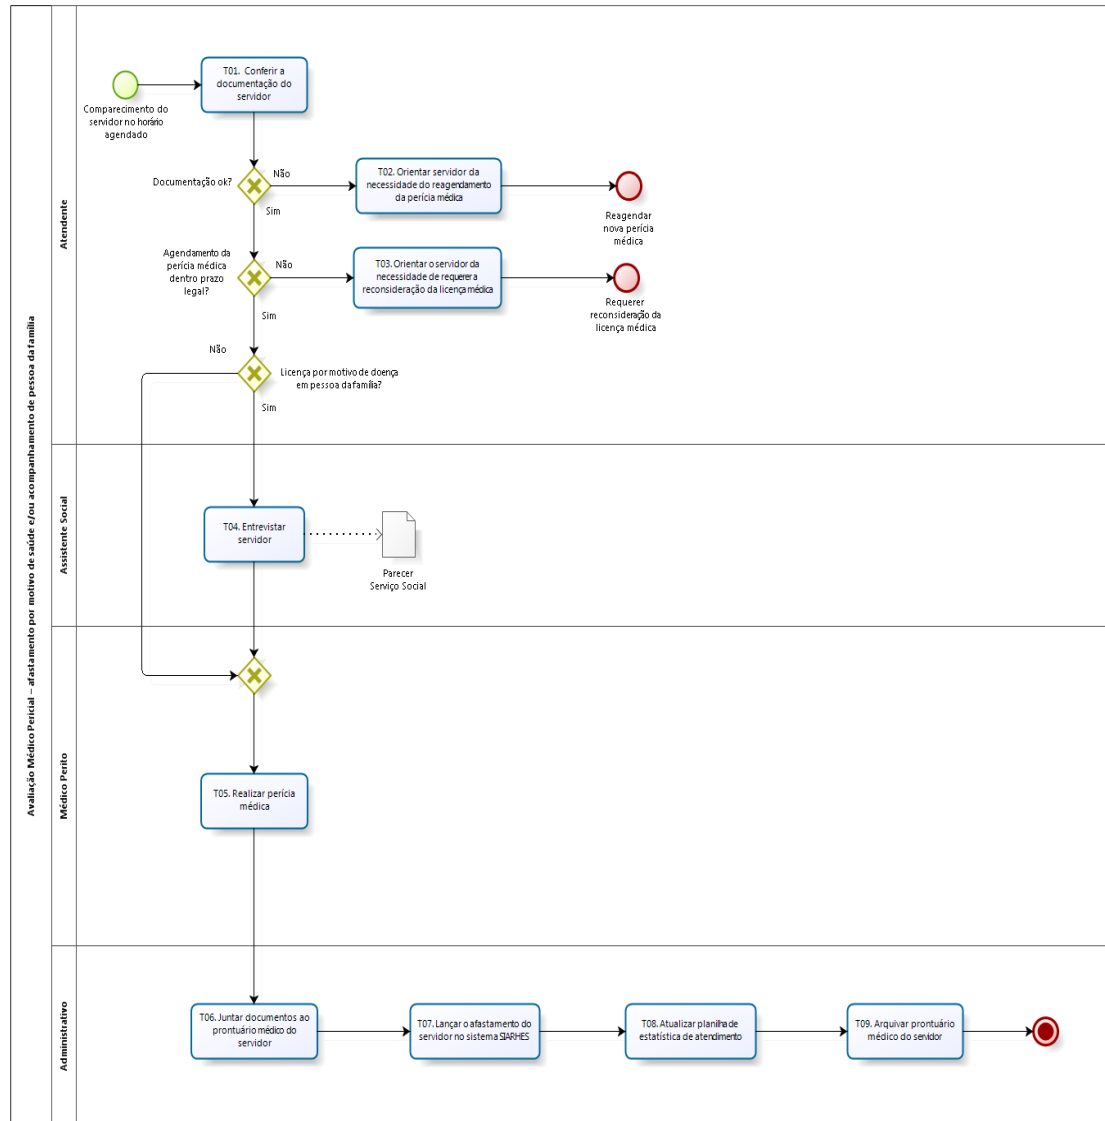 Avaliação Médico Pericial – afastamento por motivo de saúde e/ou acompanhamento de pessoa da família
Atendente
Comparecimento do
servidor no horário
agendado
T01. Conferir a
documentação do
servidor
Documentação ok?
Não
Sim
T02. Orientar servidor da
necessidade do reagendamento
da perícia médica
Reagendar
nova perícia
médica
Agendamento da
perícia médica
dentro prazo
legal?
Não
Sim
T03. Orientar o servidor da
necessidade de requerer a
reconsideração da licença médica
Requerer
reconsideração da
licença médica
Não
Licença por motivo de doença
em pessoa da família?
Sim
Assistente Social
T04. Entrevistar
servidor
Parecer
Serviço Social
Médico Perito
T05. Realizar perícia
médica
Administrativo
T06. Juntar documentos ao
prontuário médico do
servidor
T07. Lançar o afastamento do
servidor no sistema SIARHES
T08. Atualizar planilha de
estatística de atendimento
T09. Arquivar prontuário
médico do servidor